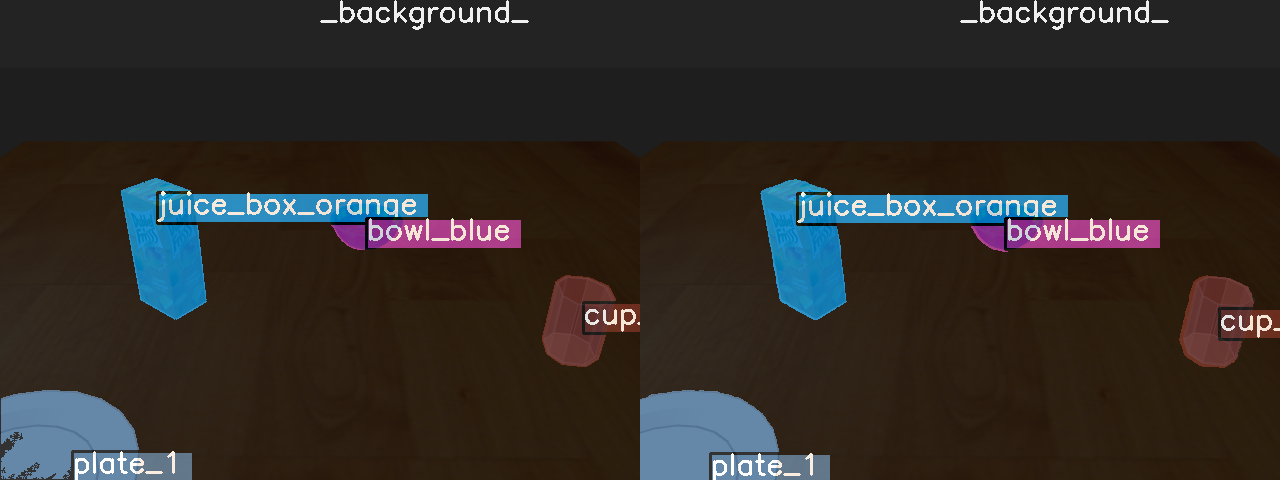 _background_
_background_
juice_box_orange
juice_box_orange
bowl_blue
bowl_blue
cup_
cup_
plate_1
plate_1